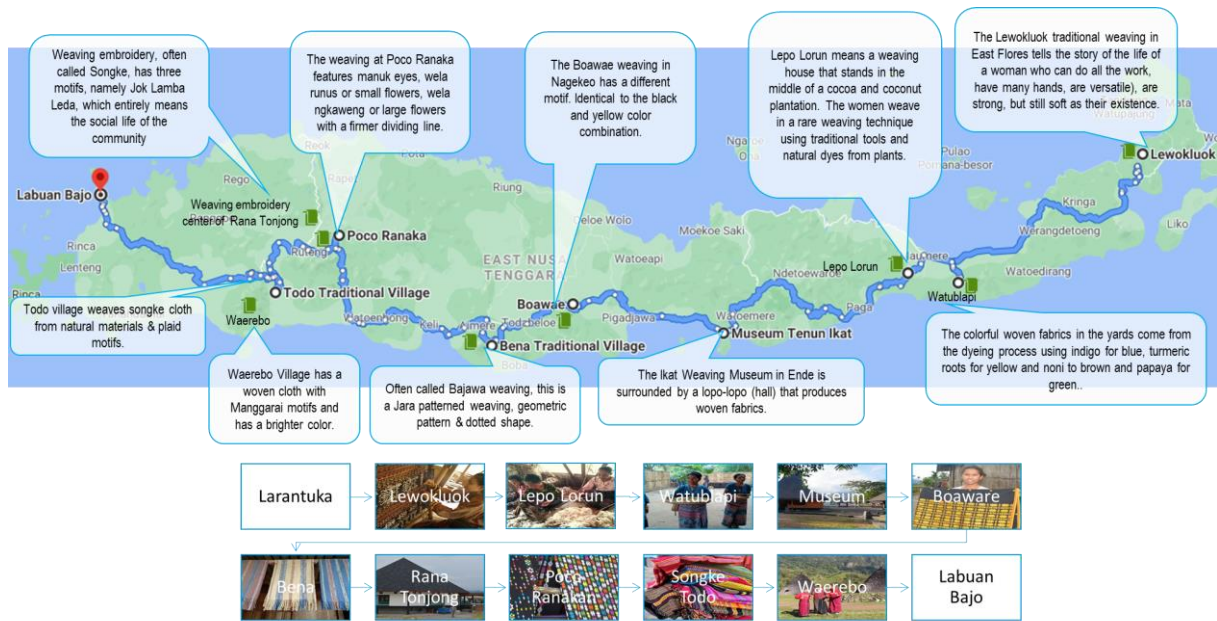 Weaving embroidery, often
called Songke, has three
motifs, namely Jok Lamba
Leda, which entirely means
the social life of the
community
The weaving at Poco Ranaka
features manuk eyes, wela
runus or small flowers, wela
ngkaweng or large flowers
with a firmer dividing line.
The Boawae weaving in
Nagekeo has a different
motif. Identical to the black
and yellow color
combination.
Lepo Lorun means a weaving
house that stands in the
middle of a cocoa and coconut
plantation. The women weave
in a rare weaving technique
using traditional tools and
natural dyes from plants.
The Lewokluok traditional weaving in
East Flores tells the story of the life of
a woman who can do all the work,
have many hands, are versatile), are
strong, but still soft as their existence.
Reok
Pota
Rego
Riung
Labuan Bajo
Weaving embroidery
center of Rana Tonjong
Poco Ranaka
Ruteng
Rinca
Lenteng
Rinca
Todo Traditional Village
Waerebo
EAST NUSA
TENGGARA
Watoeapi
Moekoe Saki
Pulao
Pomana-besor
Mata
Lewokluok
Kringa
Werangdetoeng
Liko
Watoedirang
Ndetoewaroe
Lepo Lorun
Watublapi
Paga
Boawae
Pigadjawa
Museum Tenun Ikat
Keli
Aimere
Todzbeloe
Bena Traditional Village
Boba
Todo village weaves songke cloth
from natural materials & plaid
motifs.
Waerebo Village has a
woven cloth with
Manggarai motifs and
has a brighter color.
Often called Bajawa weaving, this is
a Jara patterned weaving, geometric
pattern & dotted shape.
The Ikat Weaving Museum in Ende is
surrounded by a lopo-lopo (hall) that produces
woven fabrics.
The colorful woven fabrics in the yards come from
the dyeing process using indigo for blue, turmeric
roots for yellow and noni to brown and papaya for
green..
Larantuka
Lewokluok
Lepo Lorun
Watublapi
Museum
Boaware
Bena
Rana
Tonjong
Poco
Ranakan
Songke
Todo
Waerebo
Labuan
Bajo